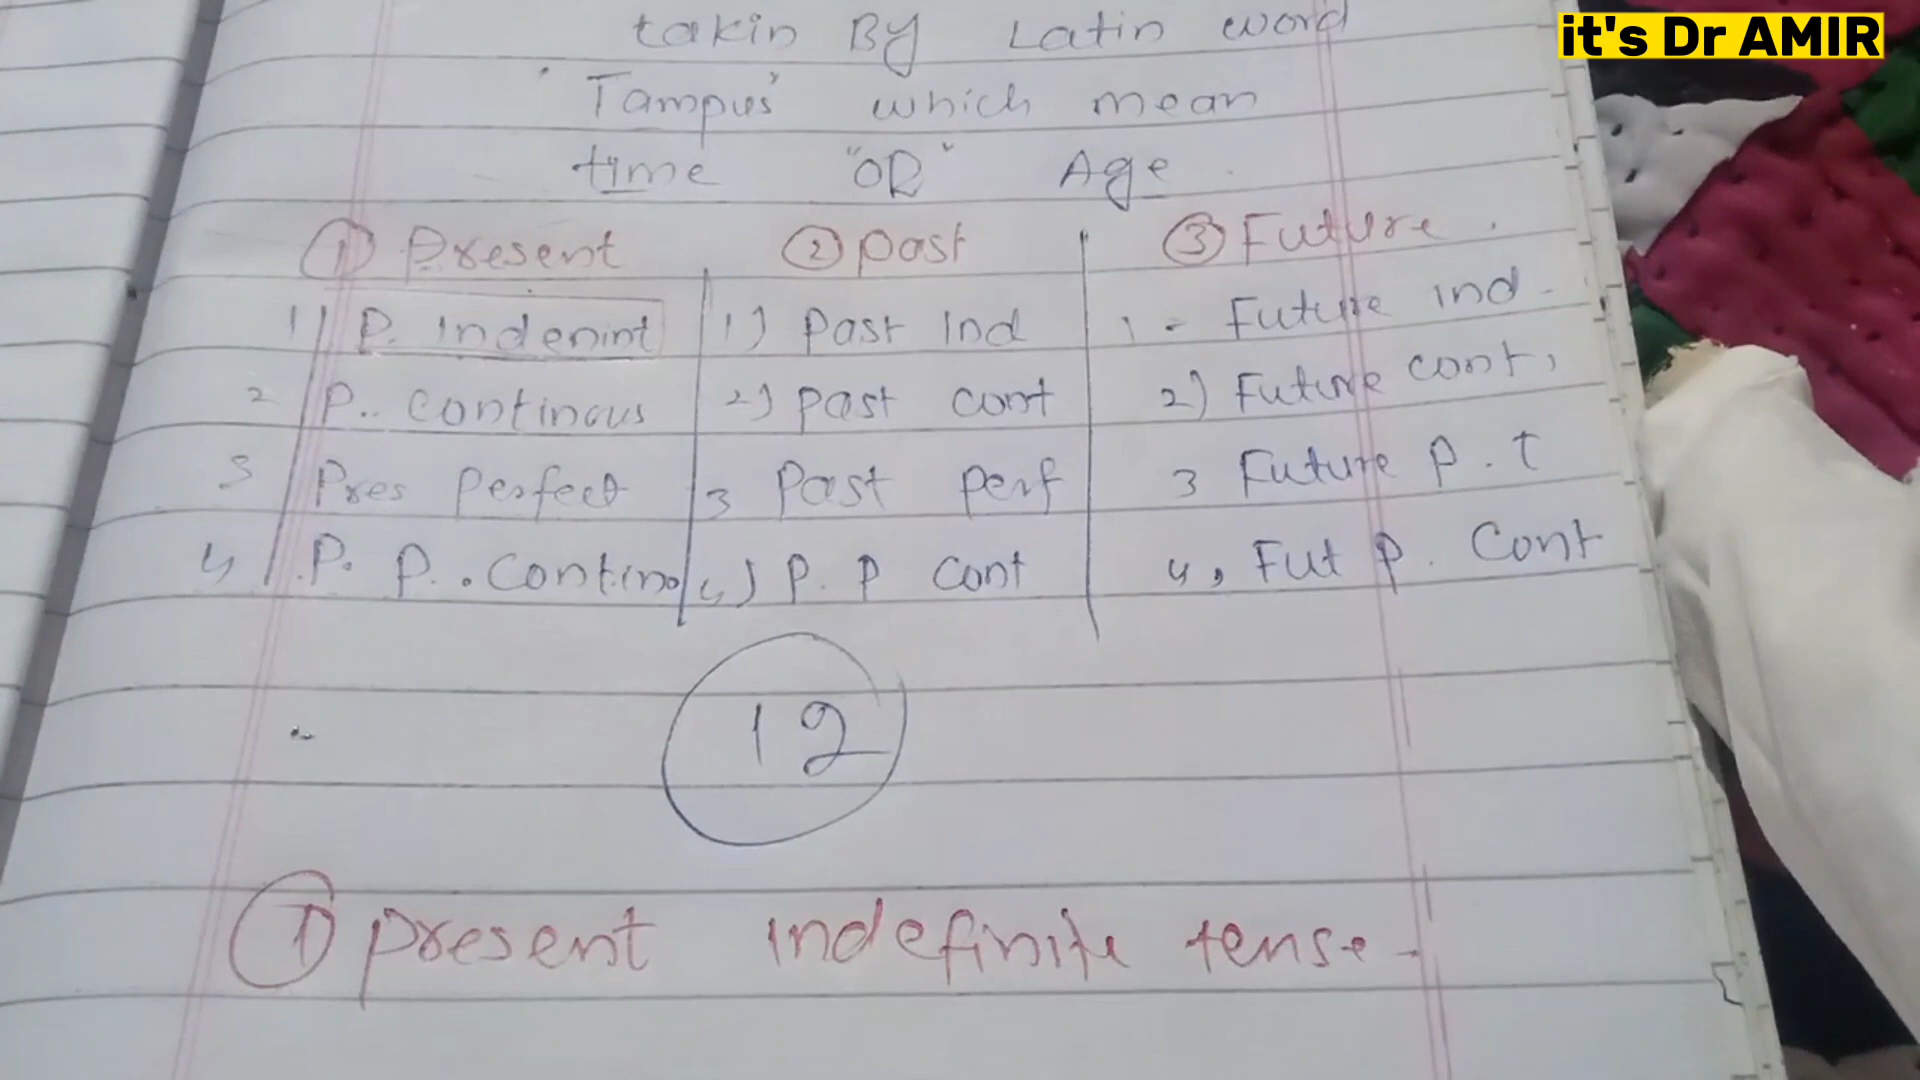 it's Dr AMIR
takin By Latin word
'Tampus' which mean
time "OR" Age
① Present ② past ③ Future.
1) P. Indenint 1) Past Ind 1 - Future ind -
2 P.. continous 2) past cont 2) Future cont,
3 Pres Perfect 3 Past perf 3 Future P.t
4 P. P..contino 4) P.P cont 4, Fut P. Cont
12
① present indefinite tense -